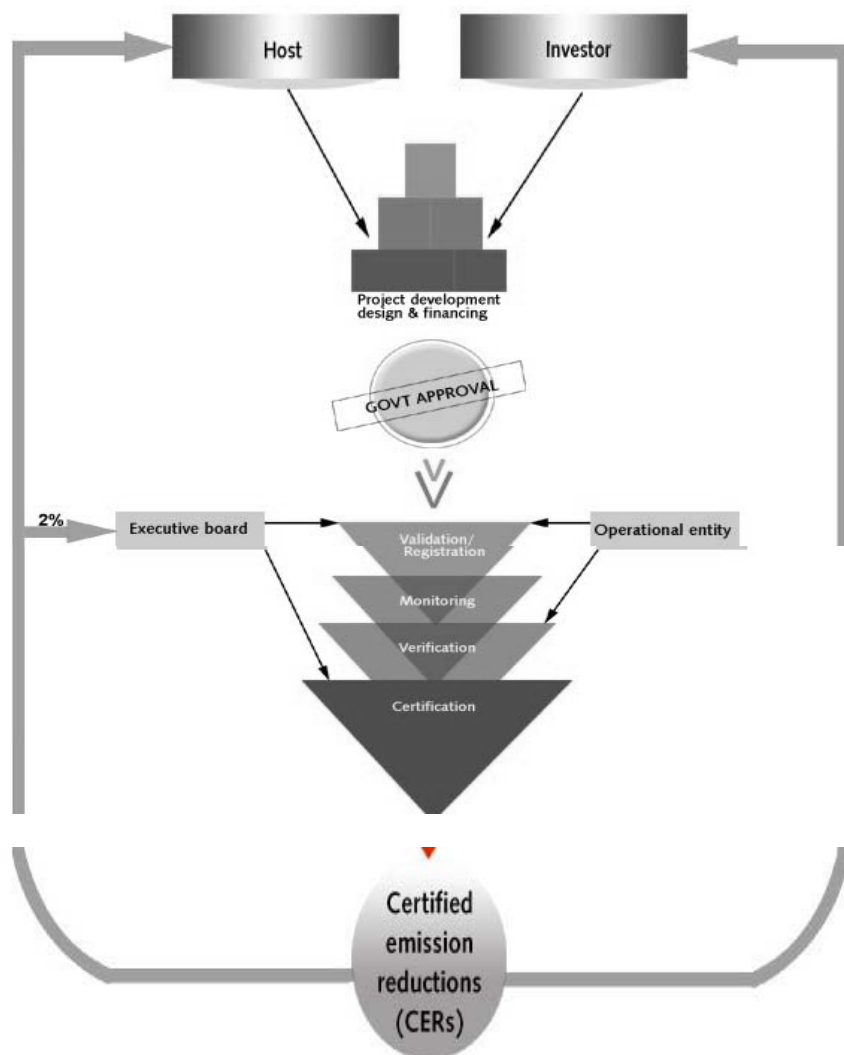 Host
Investor
Project development
design & financing
GOVT APPROVAL
2%
Executive board
Operational entity
Validation/
Registration
Monitoring
Verification
Certification
Certified
emission
reductions
(CERs)